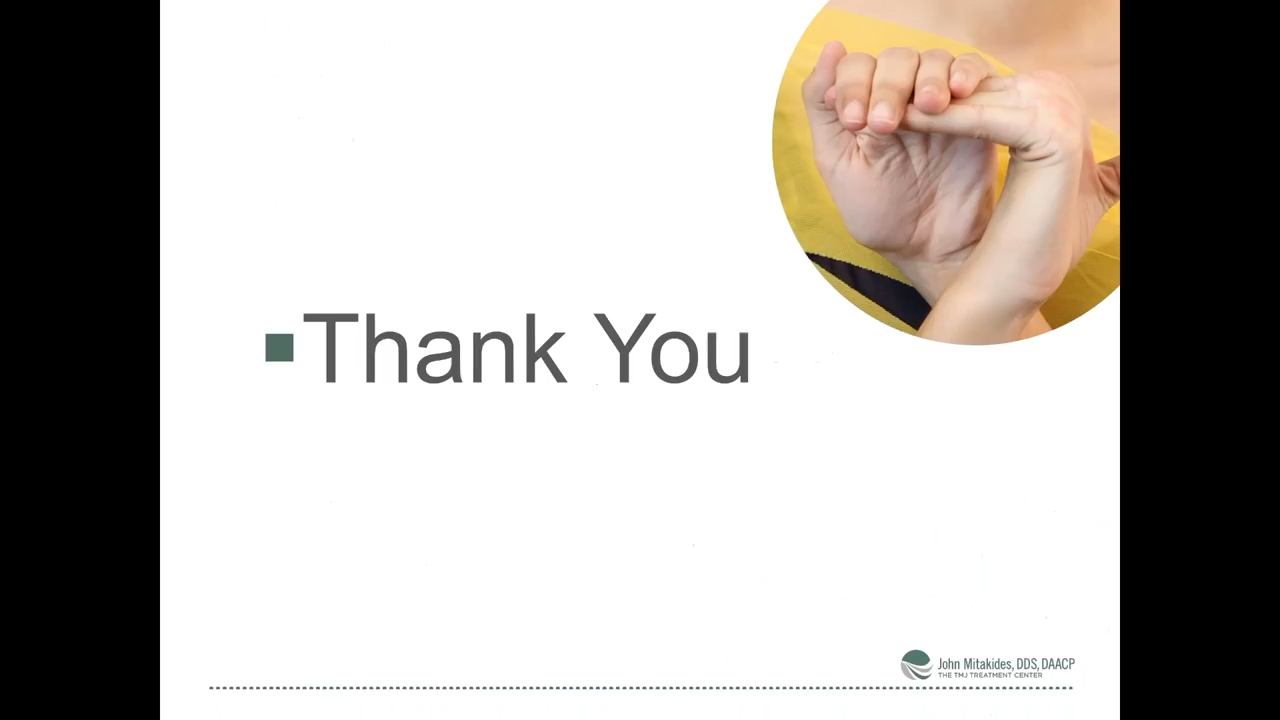 Thank You
John Mitakides, DDS, DAACP
THE TMJ TREATMENT CENTER